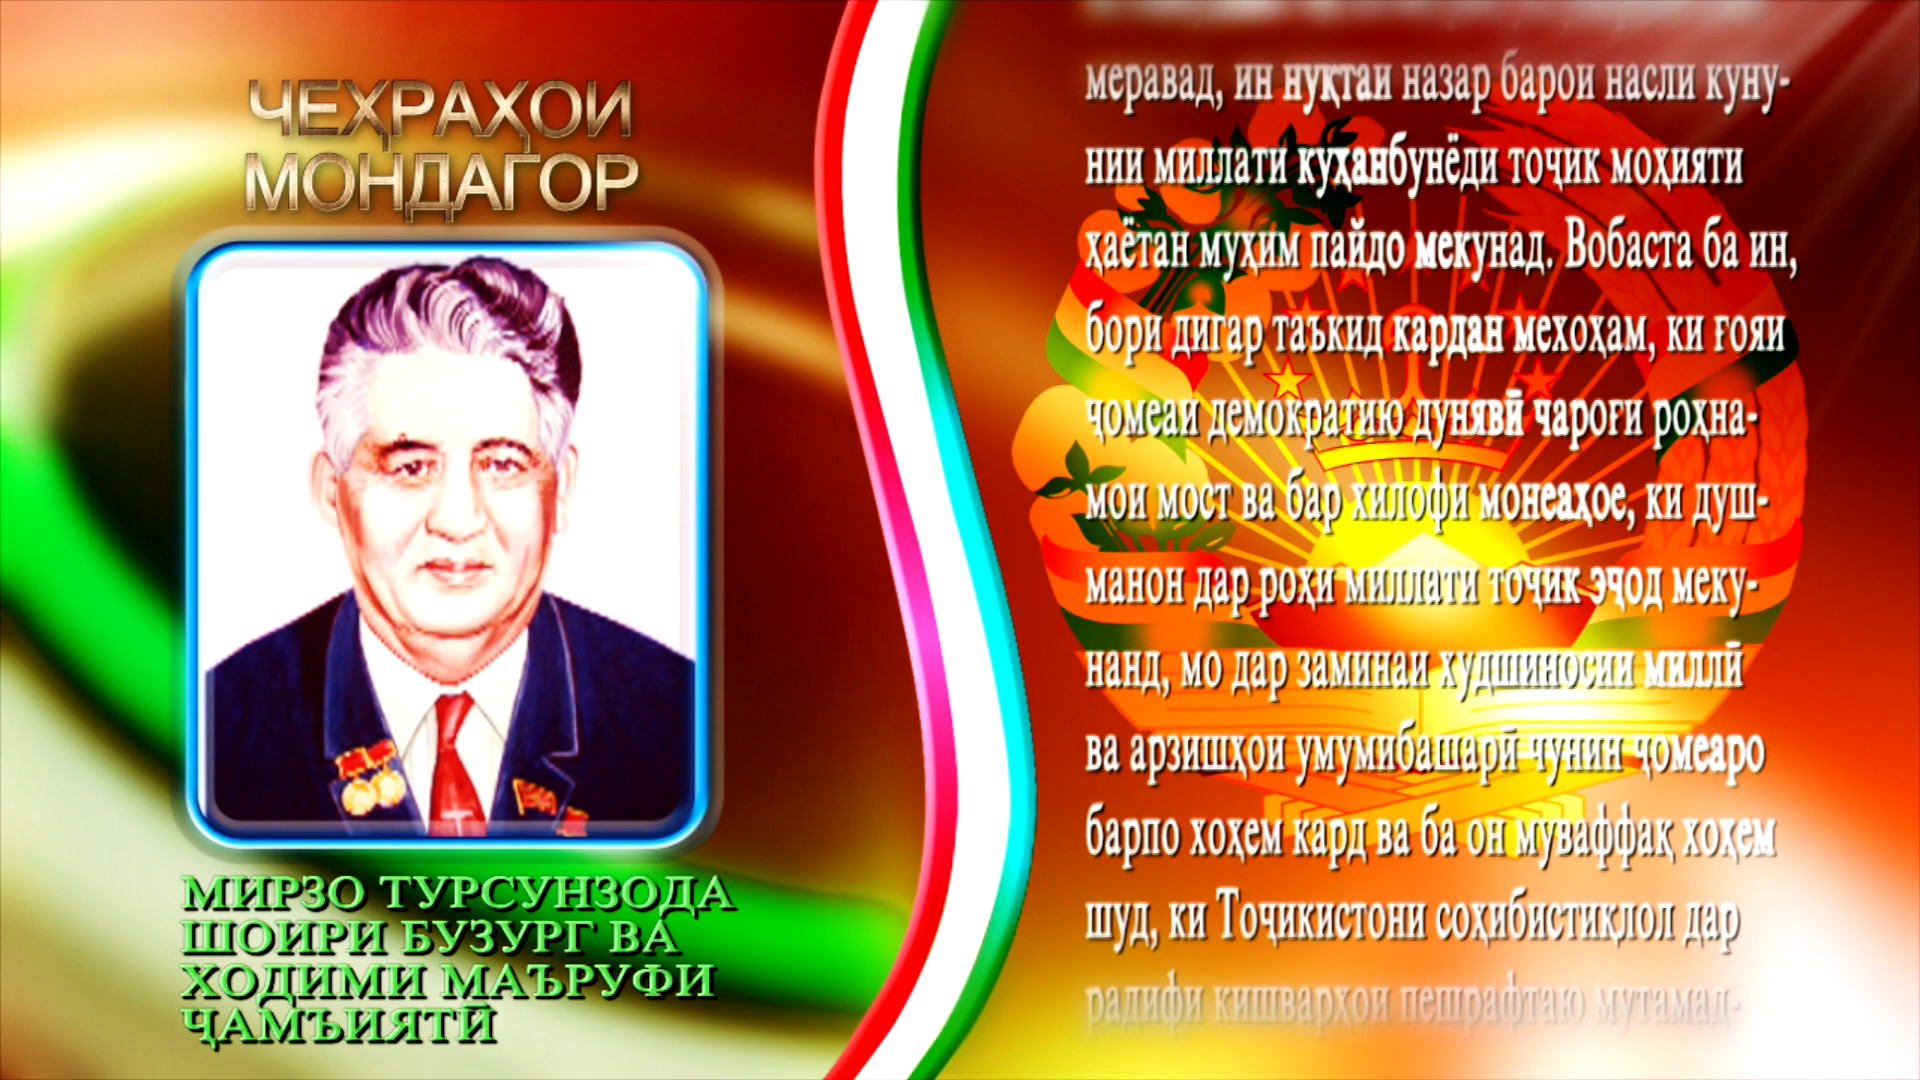 ЧЕҲРАҲОИ
МОНДАГОР
МИРЗО ТУРСУНЗОДА
ШОИРИ БУЗУРГ ВА
ХОДИМИ МАЪРУФИ
ҶАМЪИЯТӢ
меравад, ин нуқтаи назар барои насли куну-
нии миллати куҳанбунёди тоҷик моҳияти
ҳаётан муҳим пайдо мекунад. Вобаста ба ин,
бори дигар таъкид кардан мехоҳам, ки ғояи
ҷомеаи демократию дунявӣ чароғи роҳна-
мои мост ва бар хилофи монеаҳое, ки душ-
манон дар роҳи миллати тоҷик эҷод меку-
нанд, мо дар заминаи худшиносии миллӣ
ва арзишҳои умумибашарӣ чунин ҷомеаро
барпо хоҳем кард ва ба он муваффақ хоҳем
шуд, ки Тоҷикистони соҳибистиқлол дар
радифи кишварҳои пешрафтаю мутамад-